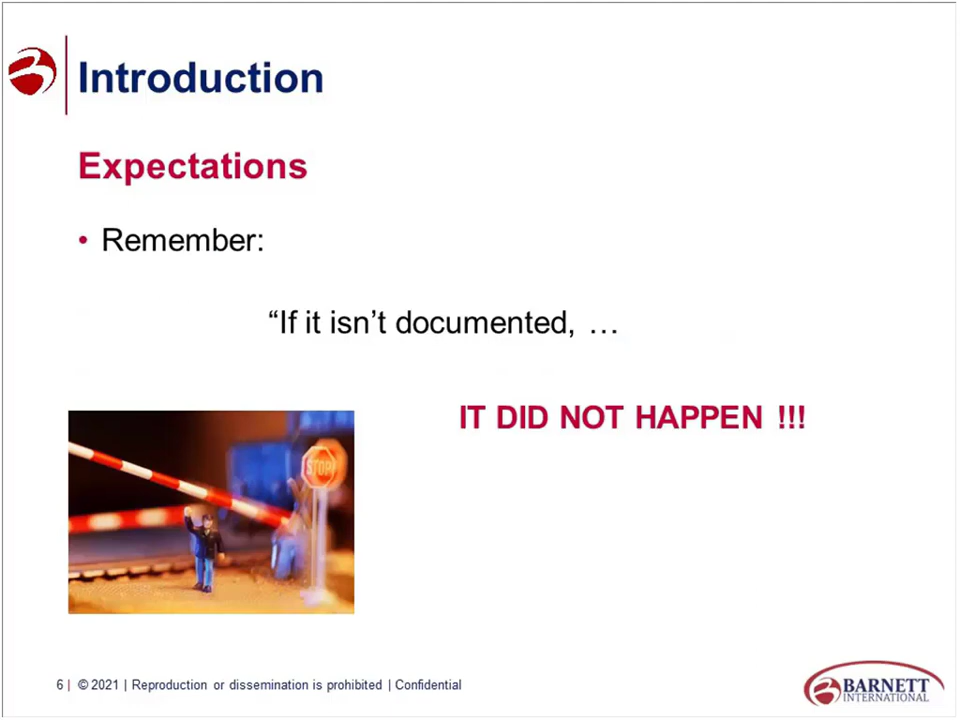 Introduction
Expectations
• Remember:
“If it isn’t documented, …
IT DID NOT HAPPEN !!!
STOP
6 | © 2021 | Reproduction or dissemination is prohibited | Confidential
BARNETT
INTERNATIONAL